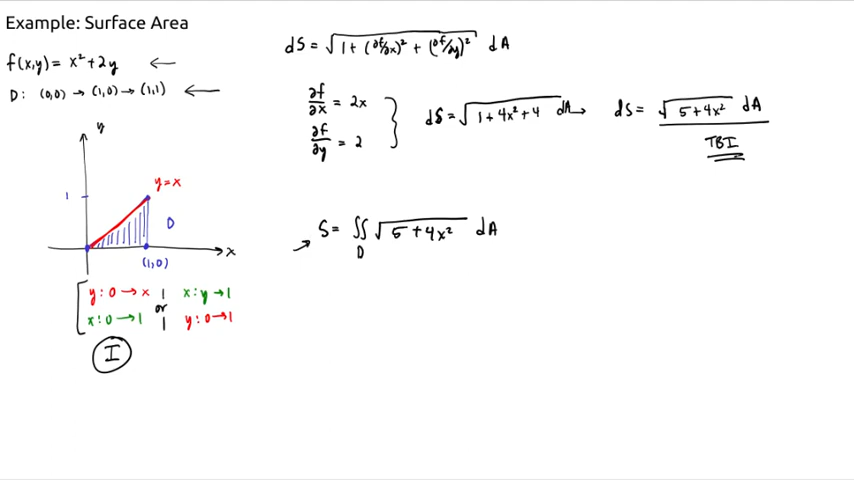 Example: Surface Area
f(x,y) = x² + 2y ←
D: (0,0) → (1,0) → (1,1) ←
y
1
y=x
D
x
(1,0)
y: 0 → x | x: y → 1
or
x: 0 → 1 | y: 0 → 1
I
dS = √(1 + (∂f/∂x)² + (∂f/∂y)²) dA
∂f/∂x = 2x
∂f/∂y = 2
} dS = √(1 + 4x² + 4) dA → dS = √(5 + 4x²) dA
TBI
→ S = ∬_D √(5 + 4x²) dA